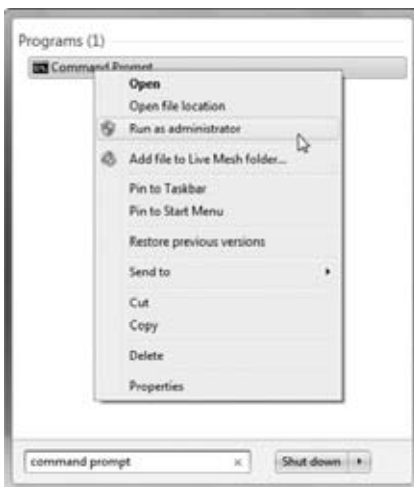 Programs (1)
Command Prompt
Open
Open file location
Run as administrator
Add file to Live Mesh folder...
Pin to Taskbar
Pin to Start Menu
Restore previous versions
Send to
Cut
Copy
Delete
Properties
command prompt
Shut down